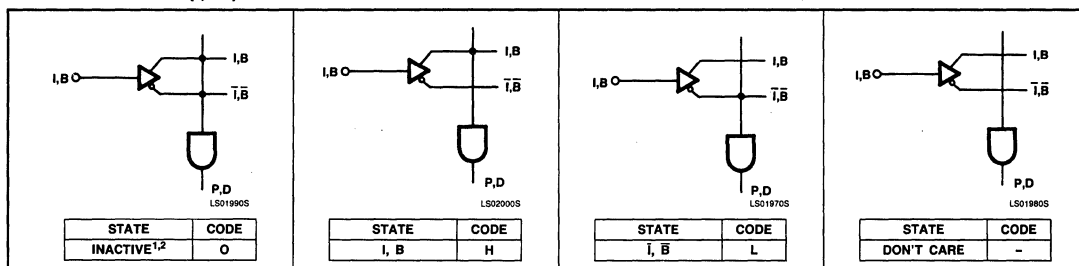 I,B
I,B
I̅,B̅
P,D
LS01990S
STATE CODE
INACTIVE1,2 O
I,B
I,B
I̅,B̅
P,D
LS02000S
STATE CODE
I, B H
I,B
I,B
I̅,B̅
P,D
LS01970S
STATE CODE
I̅, B̅ L
I,B
I,B
I̅,B̅
P,D
LS01980S
STATE CODE
DON'T CARE –